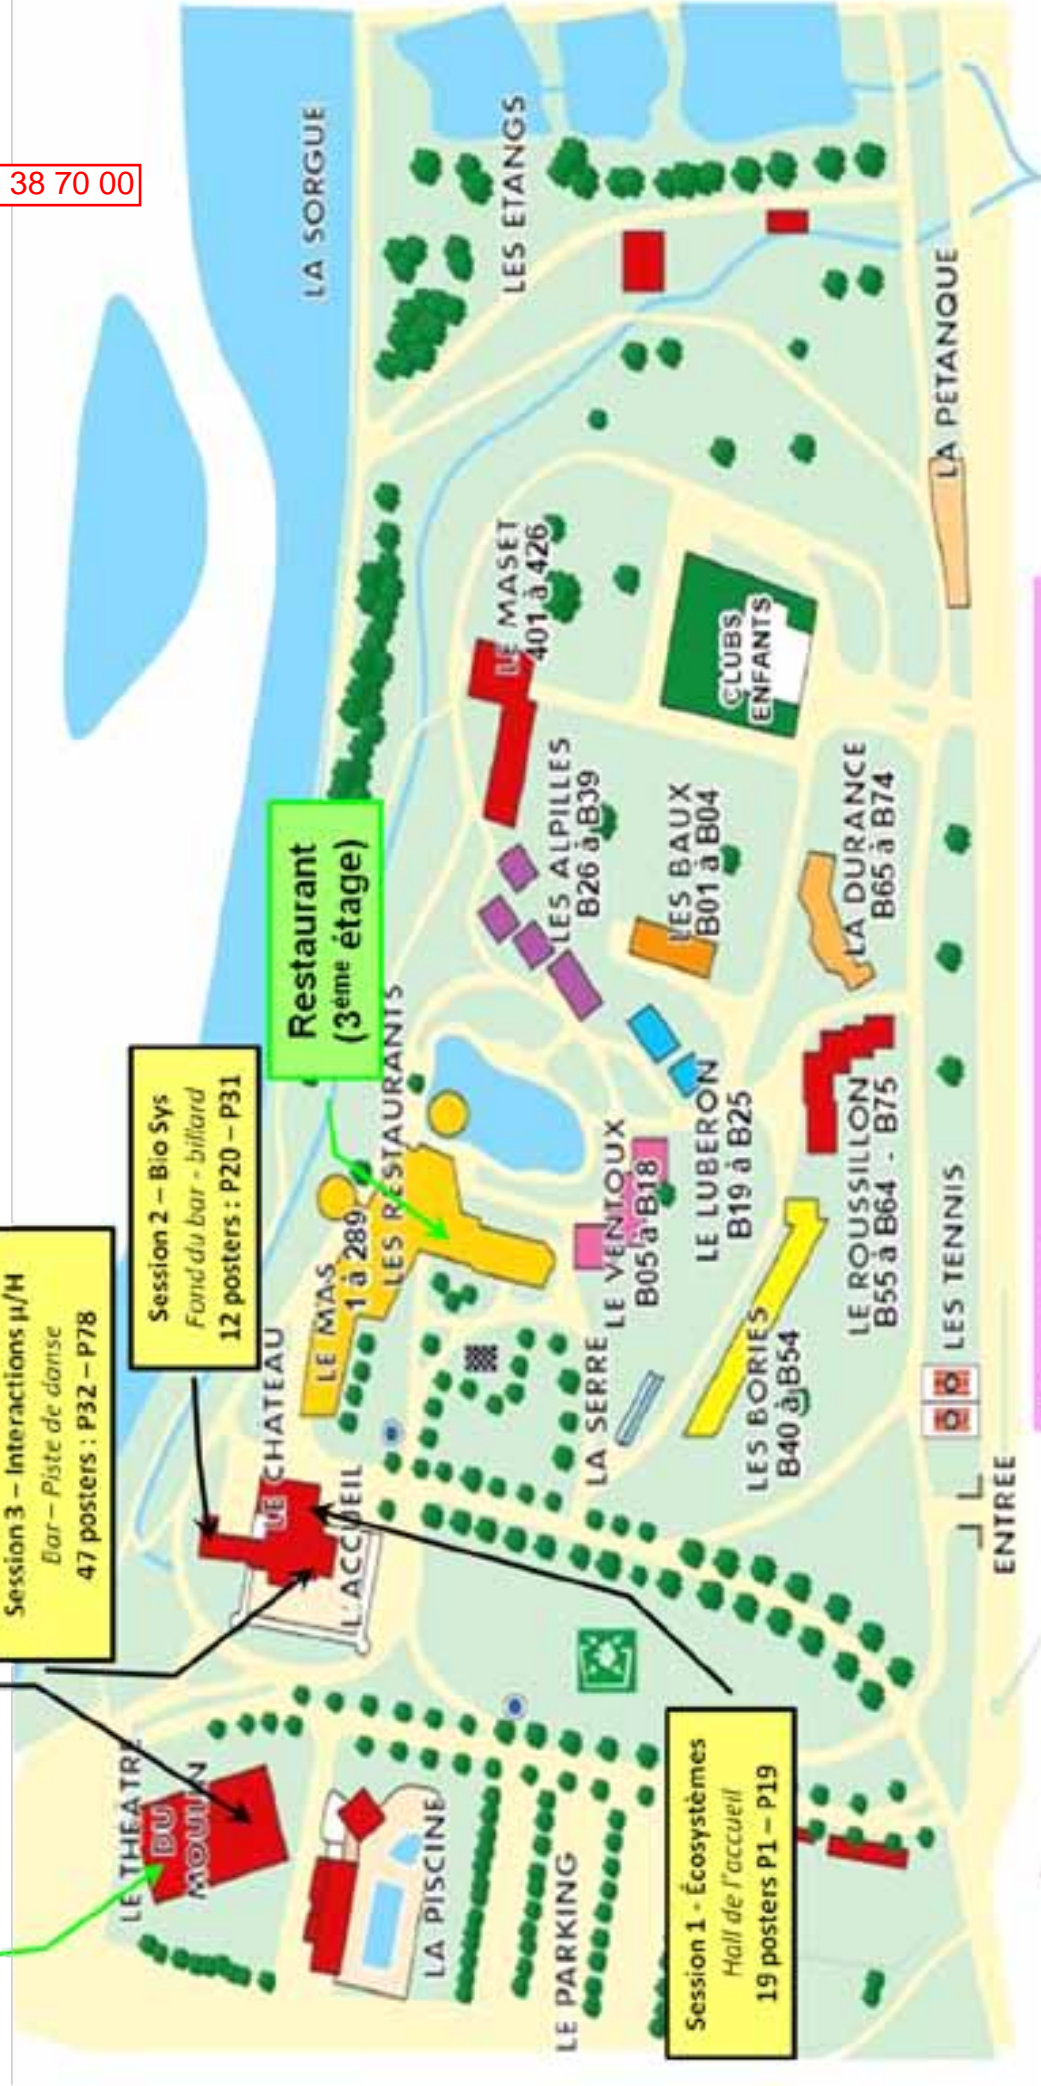 38 70 00
LA SORGUE
LES ETANGS
LA PETANQUE
LE MASET
401 à 426
CLUBS
ENFANTS
LES ALPILLES
B26 à B39
LES BAUX
B01 à B04
LA DURANCE
B65 à B74
Restaurant
(3ème étage)
LES RESTAURANTS
Session 2 – Bio Sys
Fond du bar - billard
12 posters : P20 – P31
LE MAS
1 à 289
LE VENTOUX
B05 à B18
LE LUBERON
B19 à B25
LE ROUSSILLON
B55 à B64 - B75
LES TENNIS
Session 3 – Interactions µ/H
Bar – Piste de danse
47 posters : P32 – P78
LE CHATEAU
L'ACCUEIL
LA SERRE
LES BORIES
B40 à B54
ENTREE
LE THEATRE
DU
MOULIN
LA PISCINE
LE PARKING
Session 1 - Écosystèmes
Hall de l'accueil
19 posters P1 – P19